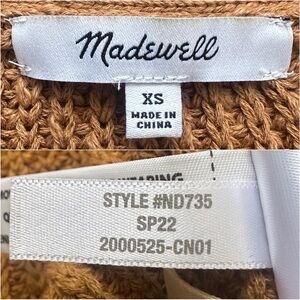 Madewell
XS
MADE IN
CHINA
STYLE #ND735
SP22
2000525-CN01